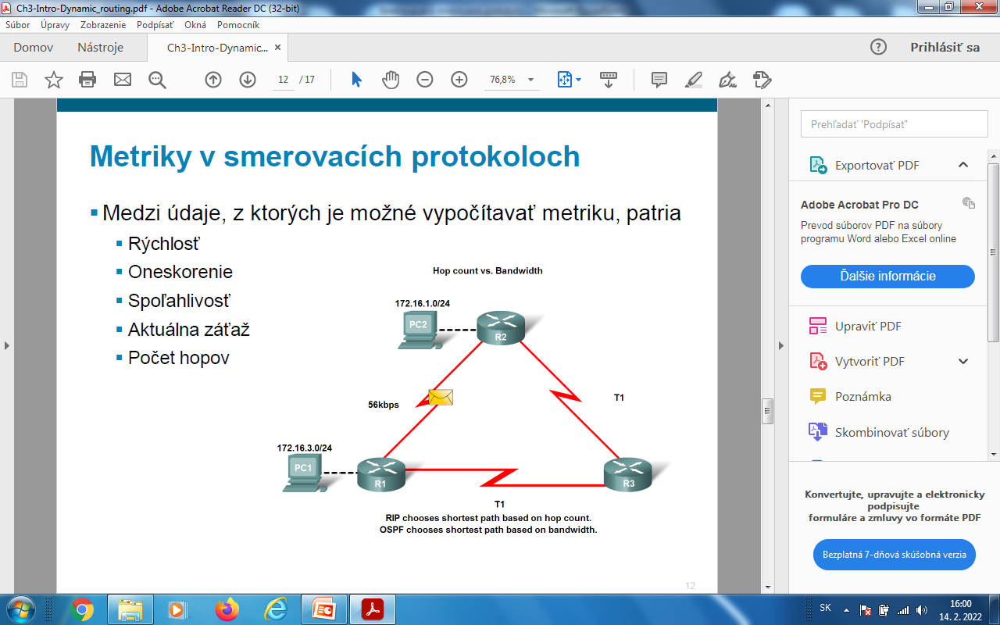 Ch3-Intro-Dynamic_routing.pdf - Adobe Acrobat Reader DC (32-bit)
Súbor Úpravy Zobrazenie Podpísať Okná Pomocník
Domov Nástroje Ch3-Intro-Dynamic... × Prihlásiť sa
12 / 17 76,8%
Metriky v smerovacích protokoloch
Medzi údaje, z ktorých je možné vypočítavať metriku, patria
Rýchlosť
Oneskorenie
Spoľahlivosť
Aktuálna záťaž
Počet hopov
Hop count vs. Bandwidth
172.16.1.0/24
PC2
R2
56kbps
T1
172.16.3.0/24
PC1
R1
R3
T1
RIP chooses shortest path based on hop count.
OSPF chooses shortest path based on bandwidth.
12
Prehľadať 'Podpísať"
Exportovať PDF
Adobe Acrobat Pro DC
Prevod súborov PDF na súbory
programu Word alebo Excel online
Ďalšie informácie
Upraviť PDF
Vytvoriť PDF
Poznámka
Skombinovať súbory
Konvertujte, upravujte a elektronicky
podpisujte
formuláre a zmluvy vo formáte PDF
Bezplatná 7-dňová skúšobná verzia
SK
16:00
14. 2. 2022